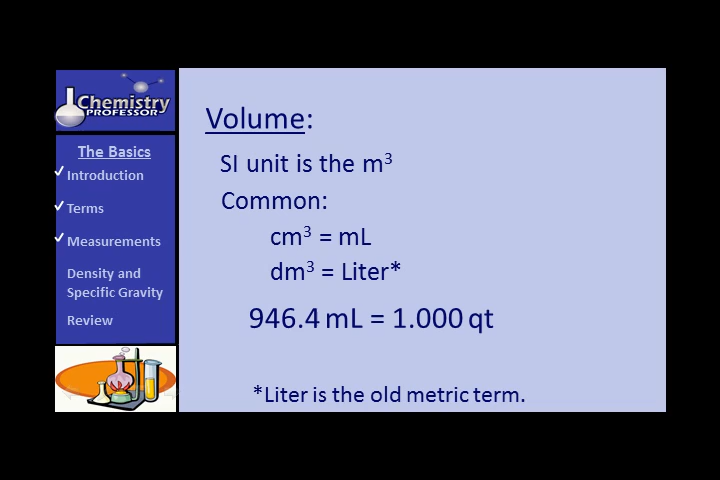 Chemistry
PROFESSOR
The Basics
Introduction
Terms
Measurements
Density and
Specific Gravity
Review
Volume:
SI unit is the m³
Common:
cm³ = mL
dm³ = Liter*
946.4 mL = 1.000 qt
*Liter is the old metric term.